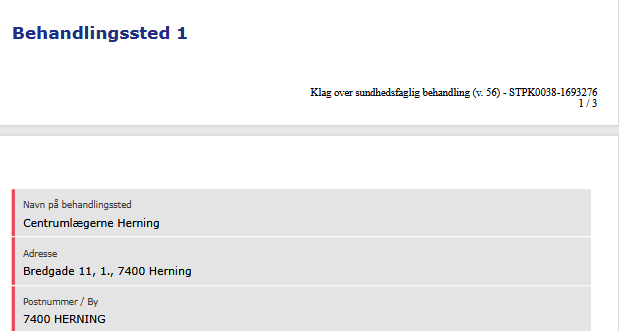 Behandlingssted 1
Klag over sundhedsfaglig behandling (v. 56) - STPK0038-1693276
1 / 3
Navn på behandlingssted
Centrumlægerne Herning
Adresse
Bredgade 11, 1., 7400 Herning
Postnummer / By
7400 HERNING